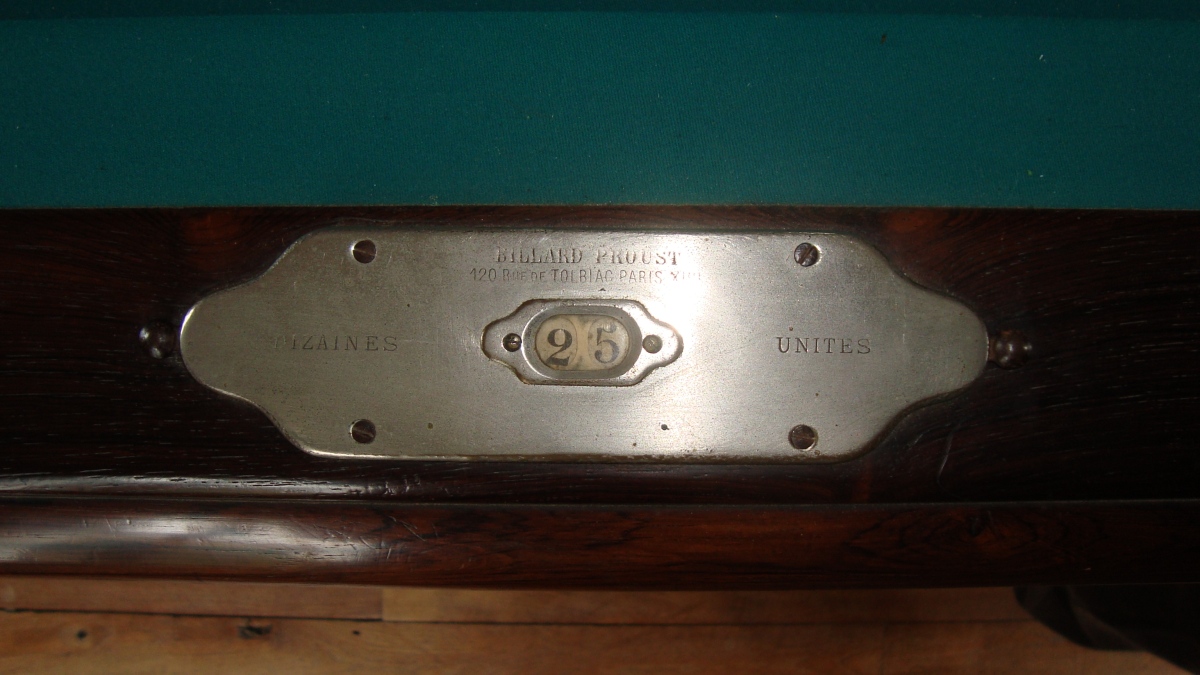 BILLARD PROUST
120 RUE DE TOLBIAC PARIS XIII
DIZAINES 25 UNITES